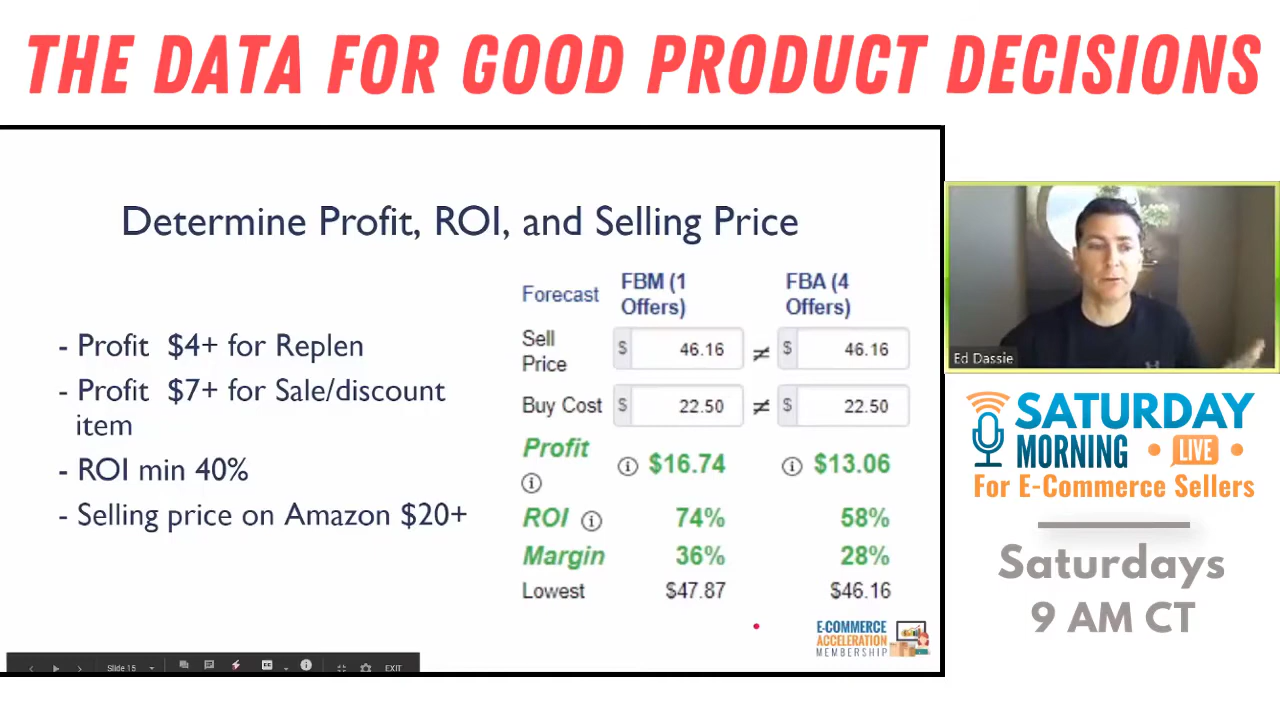 THE DATA FOR GOOD PRODUCT DECISIONS
Determine Profit, ROI, and Selling Price
- Profit $4+ for Replen
- Profit $7+ for Sale/discount
item
- ROI min 40%
- Selling price on Amazon $20+
Forecast
FBM (1
Offers)
FBA (4
Offers)
Sell
Price
$ 46.16 ≠ $ 46.16
Buy Cost $ 22.50 ≠ $ 22.50
Profit
$16.74 $13.06
ROI 74% 58%
Margin 36% 28%
Lowest $47.87 $46.16
E-COMMERCE
ACCELERATION
MEMBERSHIP
Slide 15
CC
EXIT
Ed Dassie
SATURDAY
MORNING LIVE
For E-Commerce Sellers
Saturdays
9 AM CT